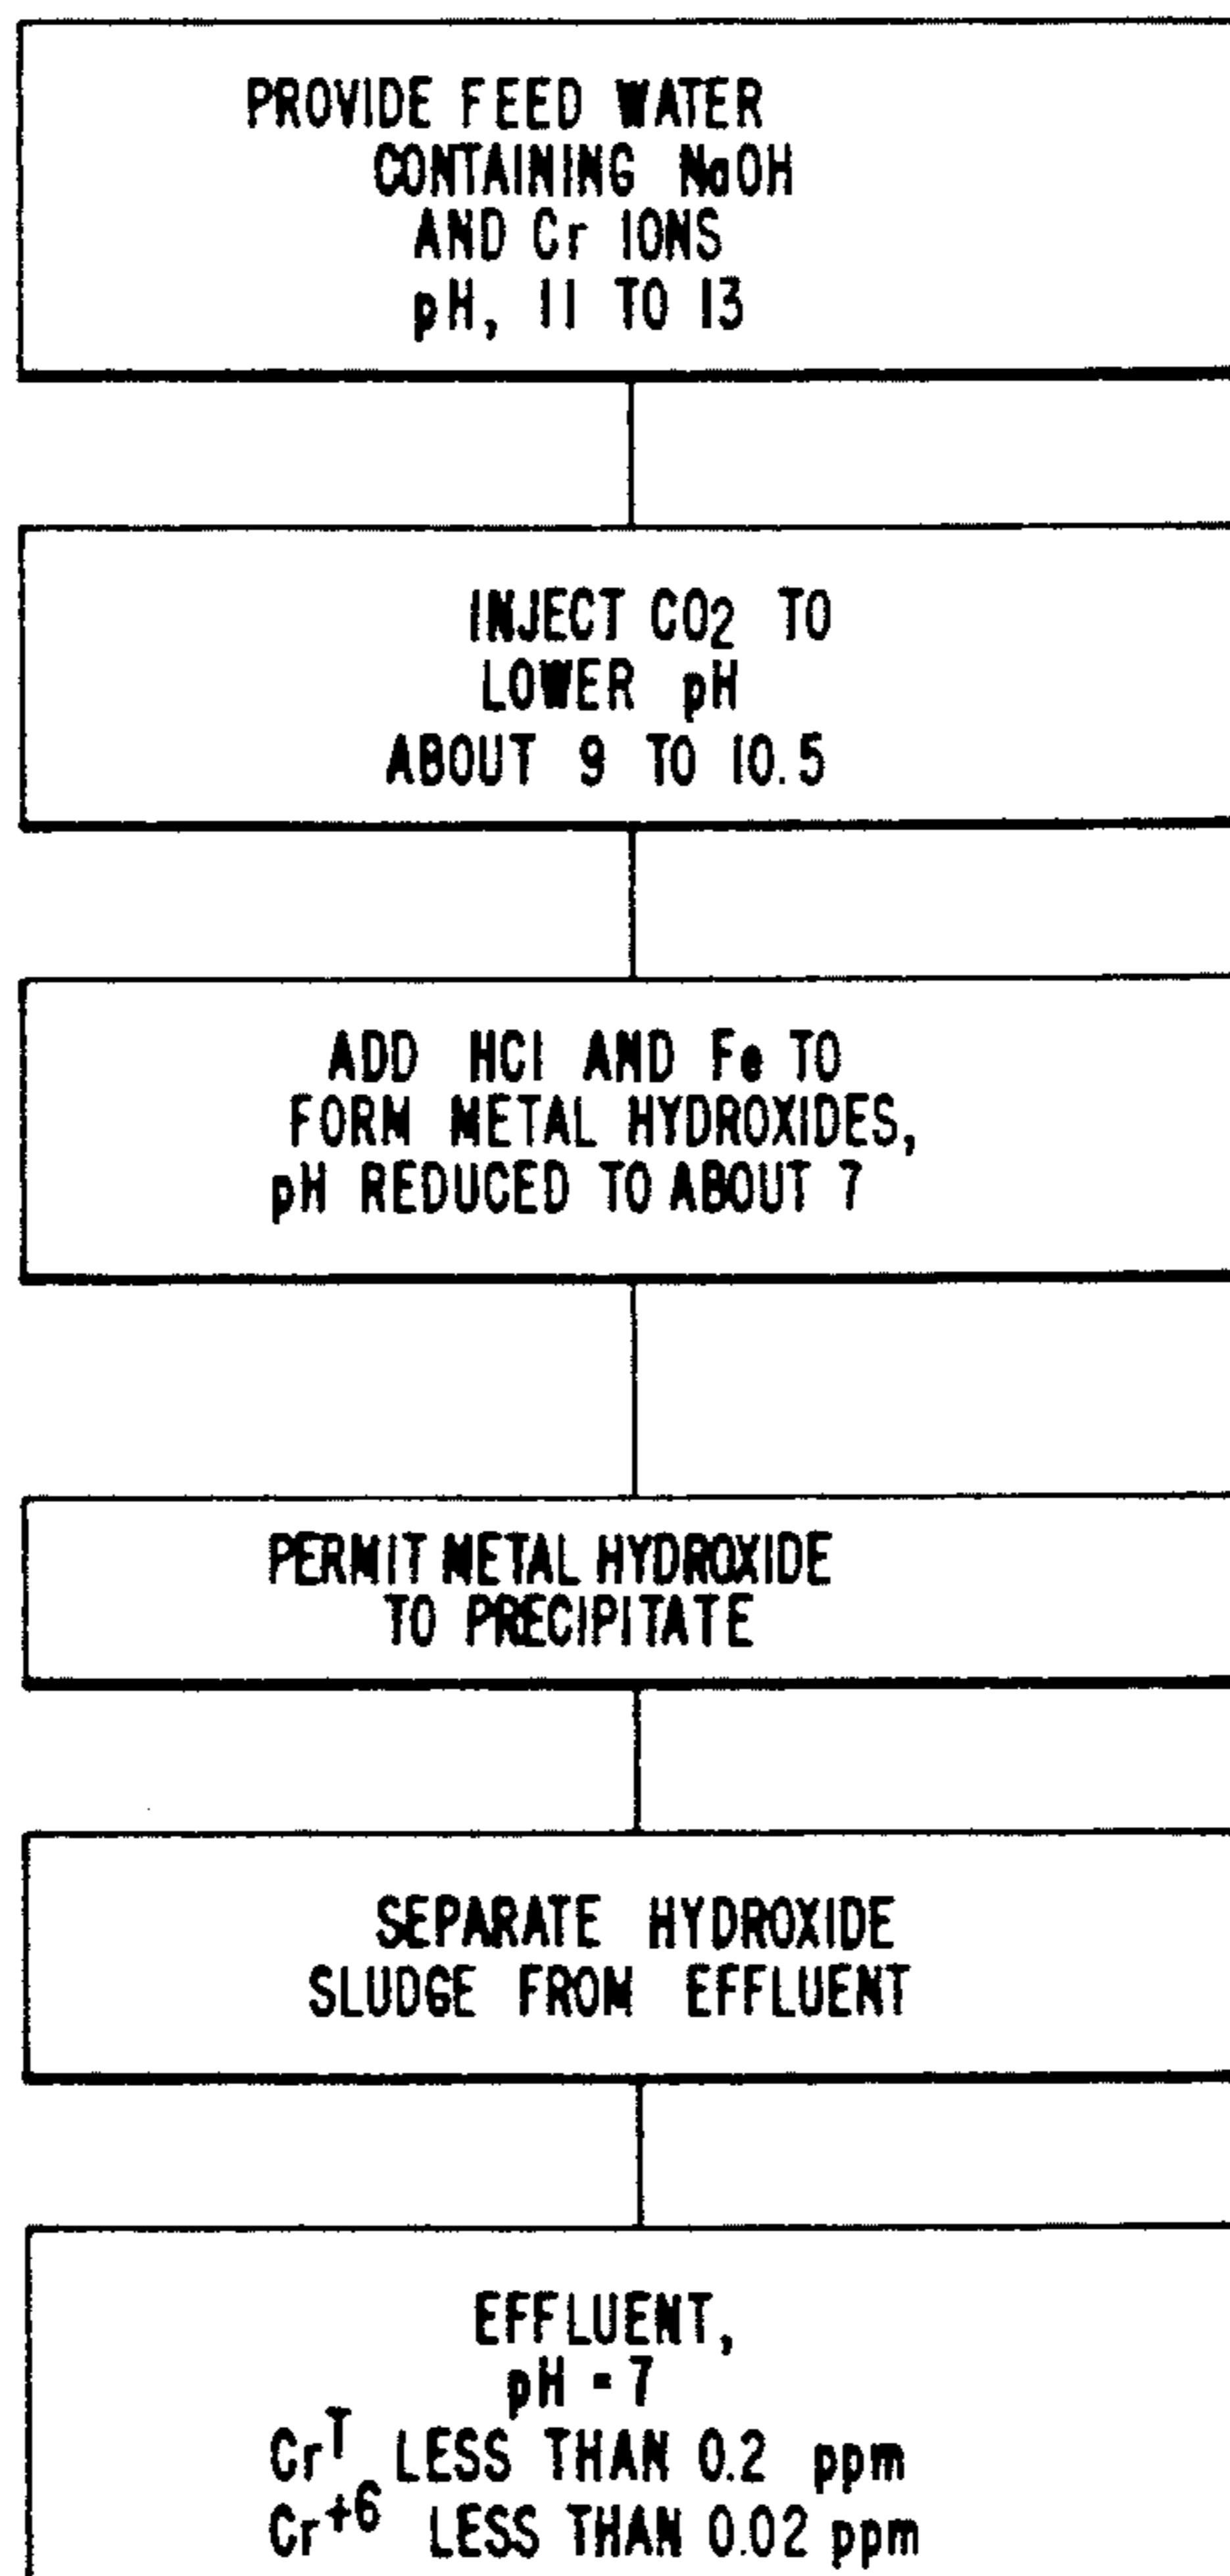 PROVIDE FEED WATER
CONTAINING NaOH
AND Cr IONS
pH, 11 TO 13
INJECT CO2 TO
LOWER pH
ABOUT 9 TO 10.5
ADD HCl AND Fe TO
FORM METAL HYDROXIDES,
pH REDUCED TO ABOUT 7
PERMIT METAL HYDROXIDE
TO PRECIPITATE
SEPARATE HYDROXIDE
SLUDGE FROM EFFLUENT
EFFLUENT,
pH = 7
Cr^T LESS THAN 0.2 ppm
Cr^+6 LESS THAN 0.02 ppm